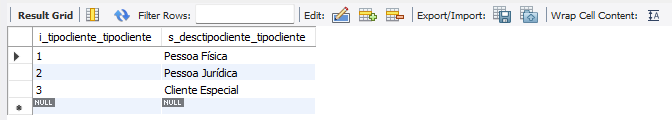 Result Grid Filter Rows: Edit: Export/Import: Wrap Cell Content:
i_tipocliente_tipocliente s_desctipocliente_tipocliente
1 Pessoa Física
2 Pessoa Jurídica
3 Cliente Especial
NULL NULL